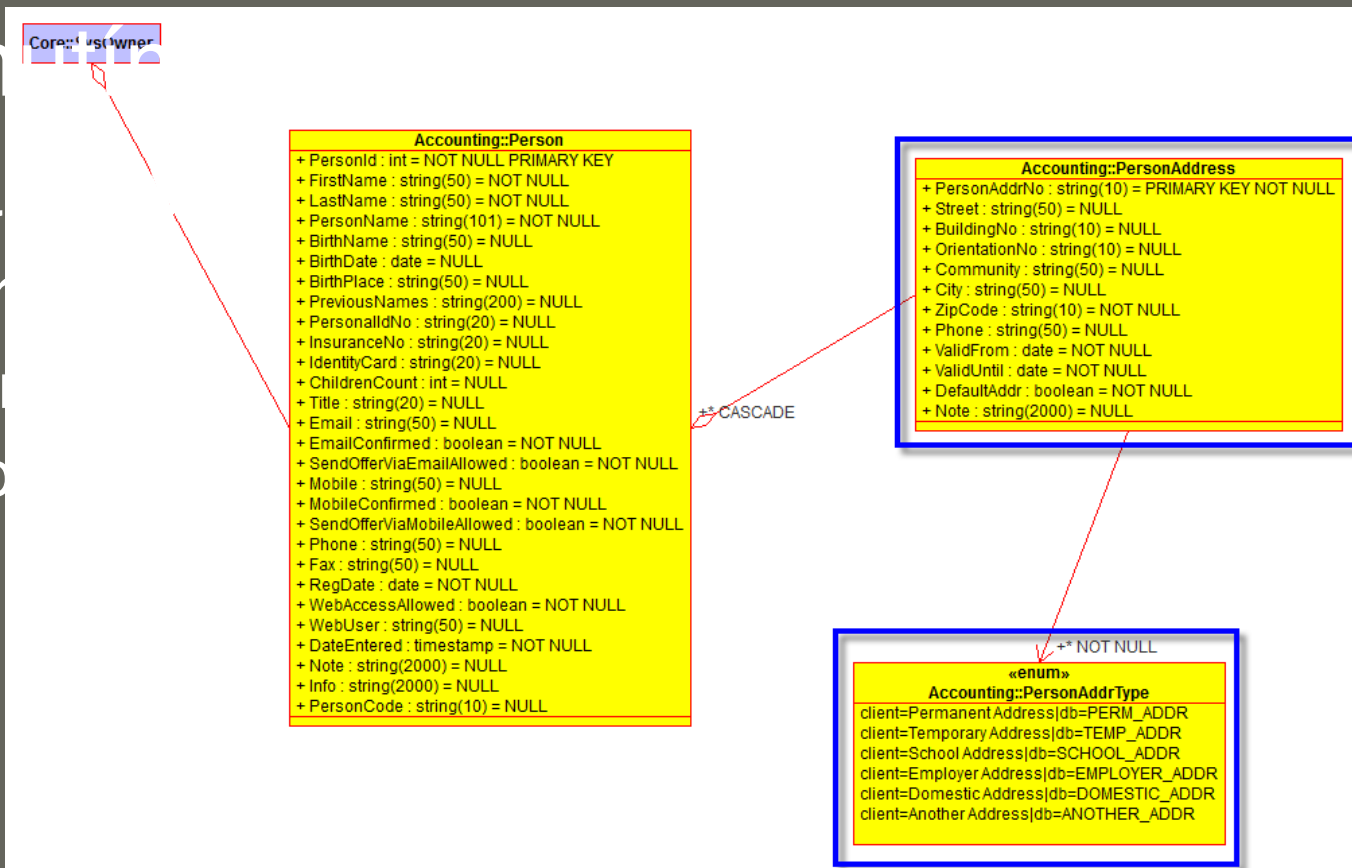 Core::SysOwner
Accounting::Person
+ PersonId : int = NOT NULL PRIMARY KEY
+ FirstName : string(50) = NOT NULL
+ LastName : string(50) = NOT NULL
+ PersonName : string(101) = NOT NULL
+ BirthName : string(50) = NULL
+ BirthDate : date = NULL
+ BirthPlace : string(50) = NULL
+ PreviousNames : string(200) = NULL
+ PersonalIdNo : string(20) = NULL
+ InsuranceNo : string(20) = NULL
+ IdentityCard : string(20) = NULL
+ ChildrenCount : int = NULL
+ Title : string(20) = NULL
+ Email : string(50) = NULL
+ EmailConfirmed : boolean = NOT NULL
+ SendOfferViaEmailAllowed : boolean = NOT NULL
+ Mobile : string(50) = NULL
+ MobileConfirmed : boolean = NOT NULL
+ SendOfferViaMobileAllowed : boolean = NOT NULL
+ Phone : string(50) = NULL
+ Fax : string(50) = NULL
+ RegDate : date = NOT NULL
+ WebAccessAllowed : boolean = NOT NULL
+ WebUser : string(50) = NULL
+ DateEntered : timestamp = NOT NULL
+ Note : string(2000) = NULL
+ Info : string(2000) = NULL
+ PersonCode : string(10) = NULL
+* CASCADE
Accounting::PersonAddress
+ PersonAddrNo : string(10) = PRIMARY KEY NOT NULL
+ Street : string(50) = NULL
+ BuildingNo : string(10) = NULL
+ OrientationNo : string(10) = NULL
+ Community : string(50) = NULL
+ City : string(50) = NULL
+ ZipCode : string(10) = NOT NULL
+ Phone : string(50) = NULL
+ ValidFrom : date = NOT NULL
+ ValidUntil : date = NOT NULL
+ DefaultAddr : boolean = NOT NULL
+ Note : string(2000) = NULL
+* NOT NULL
«enum»
Accounting::PersonAddrType
client=Permanent Address|db=PERM_ADDR
client=Temporary Address|db=TEMP_ADDR
client=School Address|db=SCHOOL_ADDR
client=Employer Address|db=EMPLOYER_ADDR
client=Domestic Address|db=DOMESTIC_ADDR
client=Another Address|db=ANOTHER_ADDR